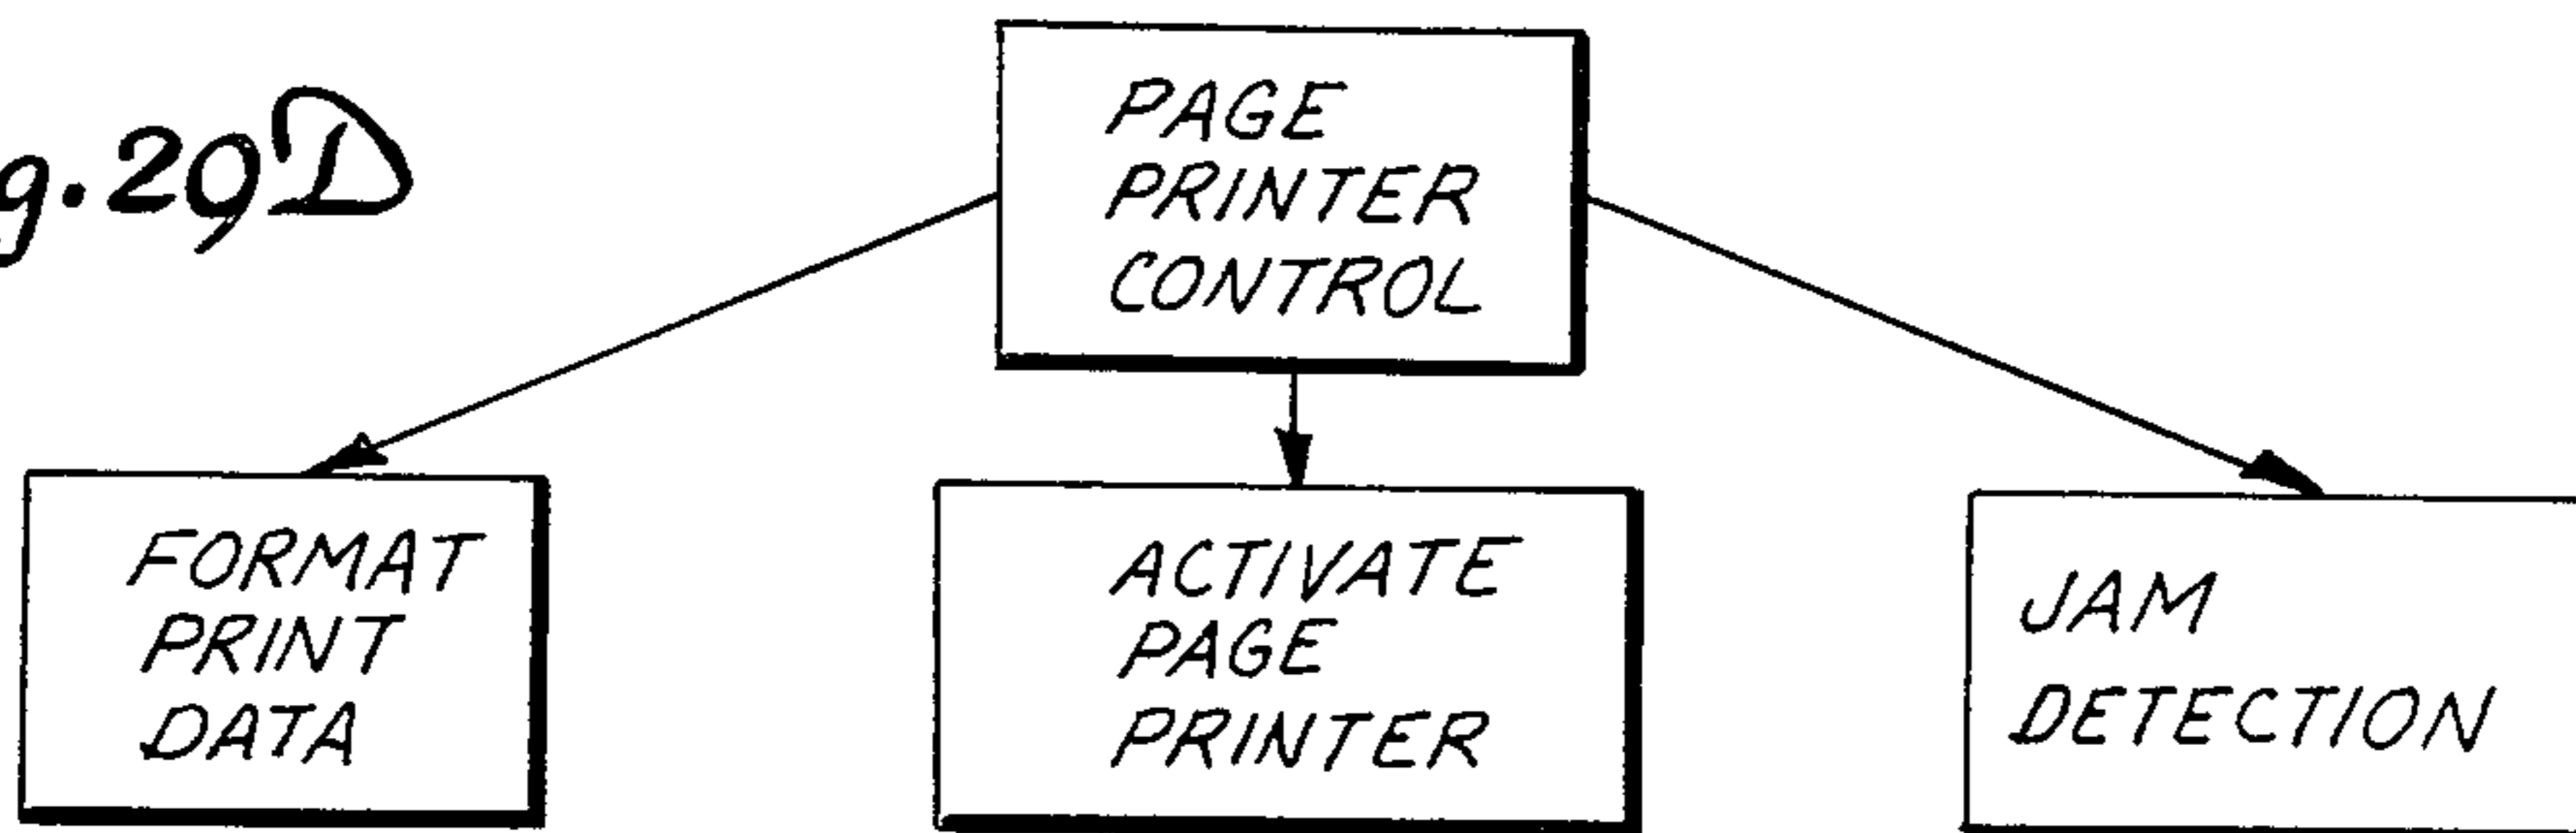 g.29D
PAGE
PRINTER
CONTROL
FORMAT
PRINT
DATA
ACTIVATE
PAGE
PRINTER
JAM
DETECTION